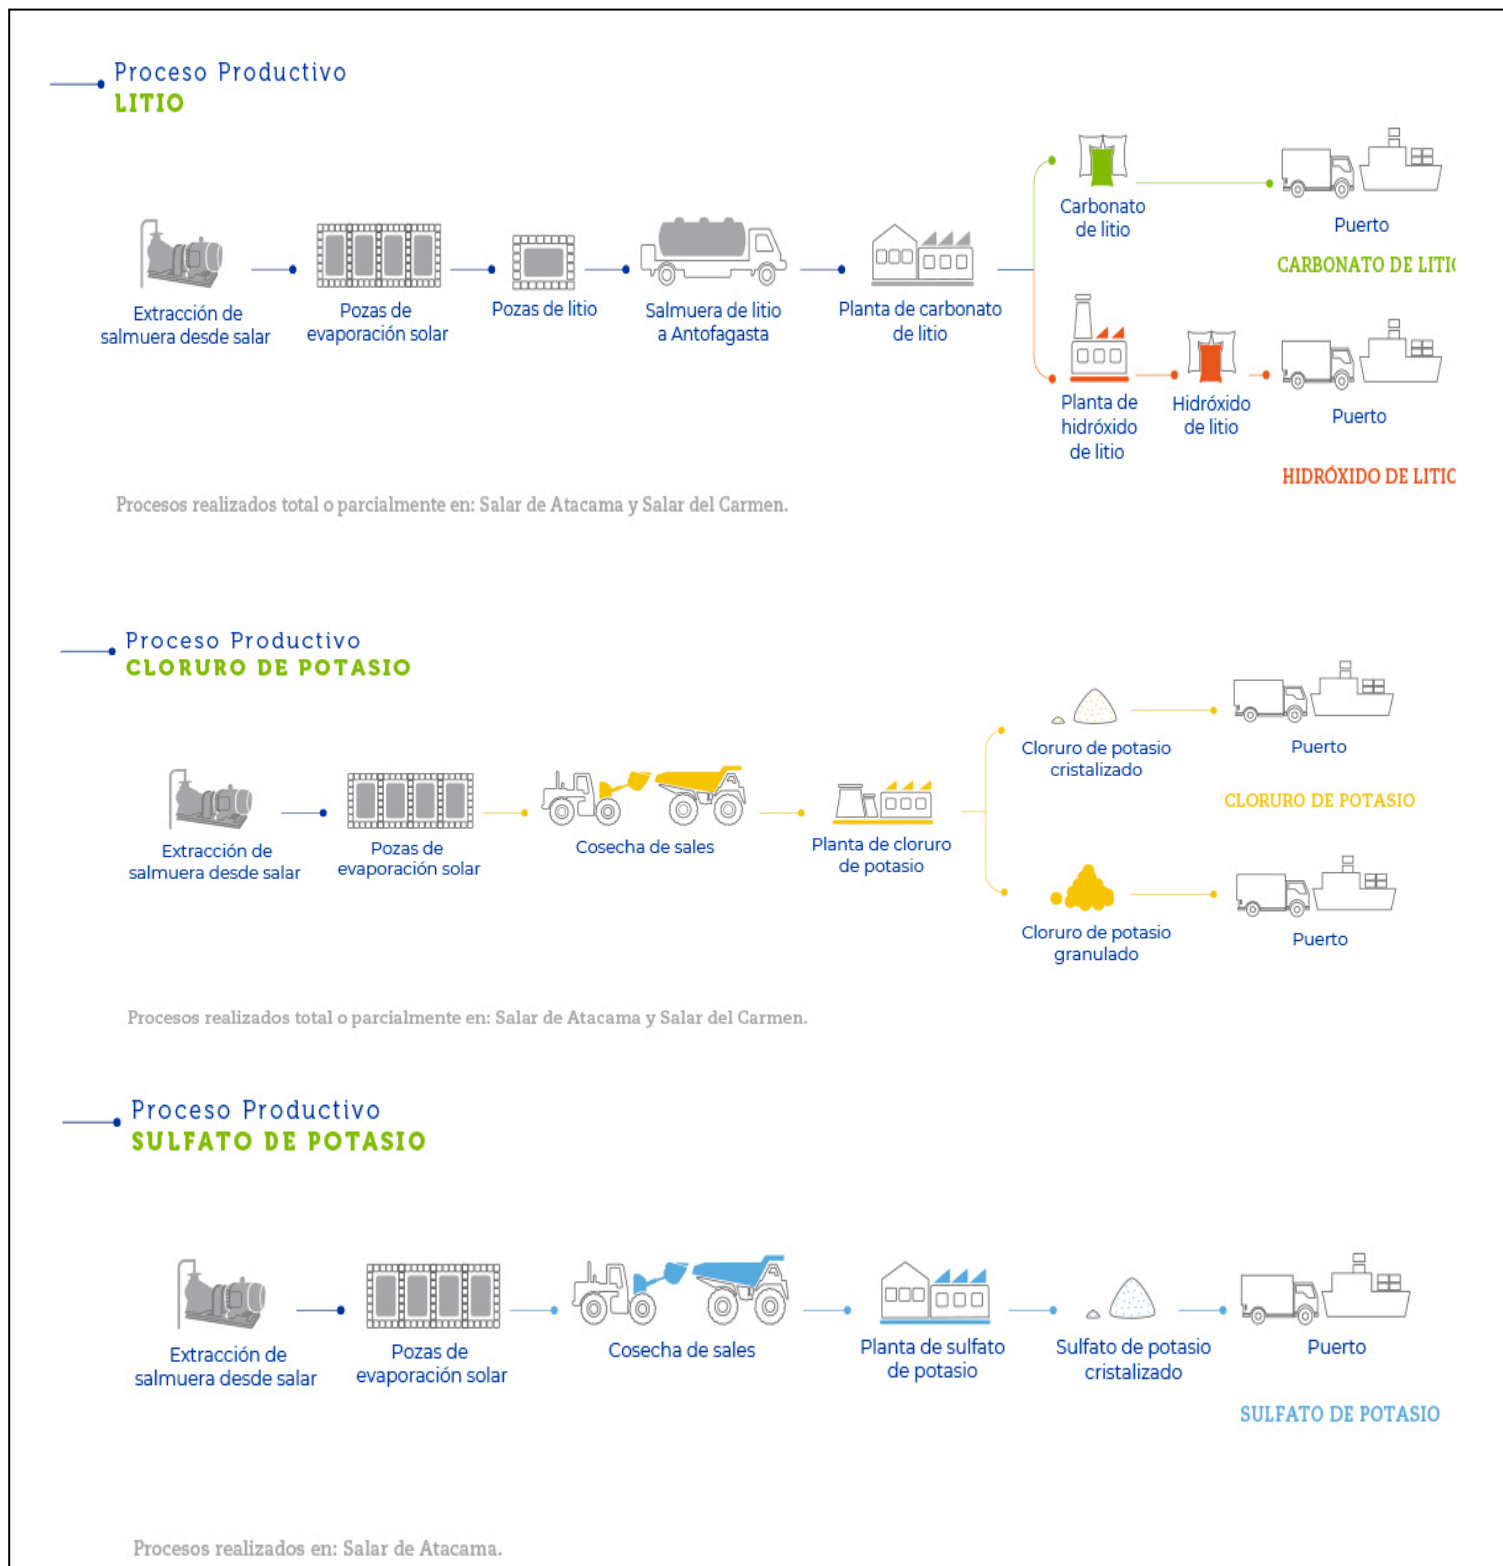 Proceso Productivo
LITIO
Carbonato
de litio
Puerto
CARBONATO DE LITIO
Extracción de
salmuera desde salar
Pozas de
evaporación solar
Pozas de litio
Salmuera de litio
a Antofagasta
Planta de carbonato
de litio
Planta de
hidróxido
de litio
Hidróxido
de litio
Puerto
HIDRÓXIDO DE LITIO
Procesos realizados total o parcialmente en: Salar de Atacama y Salar del Carmen.
Proceso Productivo
CLORURO DE POTASIO
Cloruro de potasio
cristalizado
Puerto
CLORURO DE POTASIO
Extracción de
salmuera desde salar
Pozas de
evaporación solar
Cosecha de sales
Planta de cloruro
de potasio
Cloruro de potasio
granulado
Puerto
Procesos realizados total o parcialmente en: Salar de Atacama y Salar del Carmen.
Proceso Productivo
SULFATO DE POTASIO
Extracción de
salmuera desde salar
Pozas de
evaporación solar
Cosecha de sales
Planta de sulfato
de potasio
Sulfato de potasio
cristalizado
Puerto
SULFATO DE POTASIO
Procesos realizados en: Salar de Atacama.